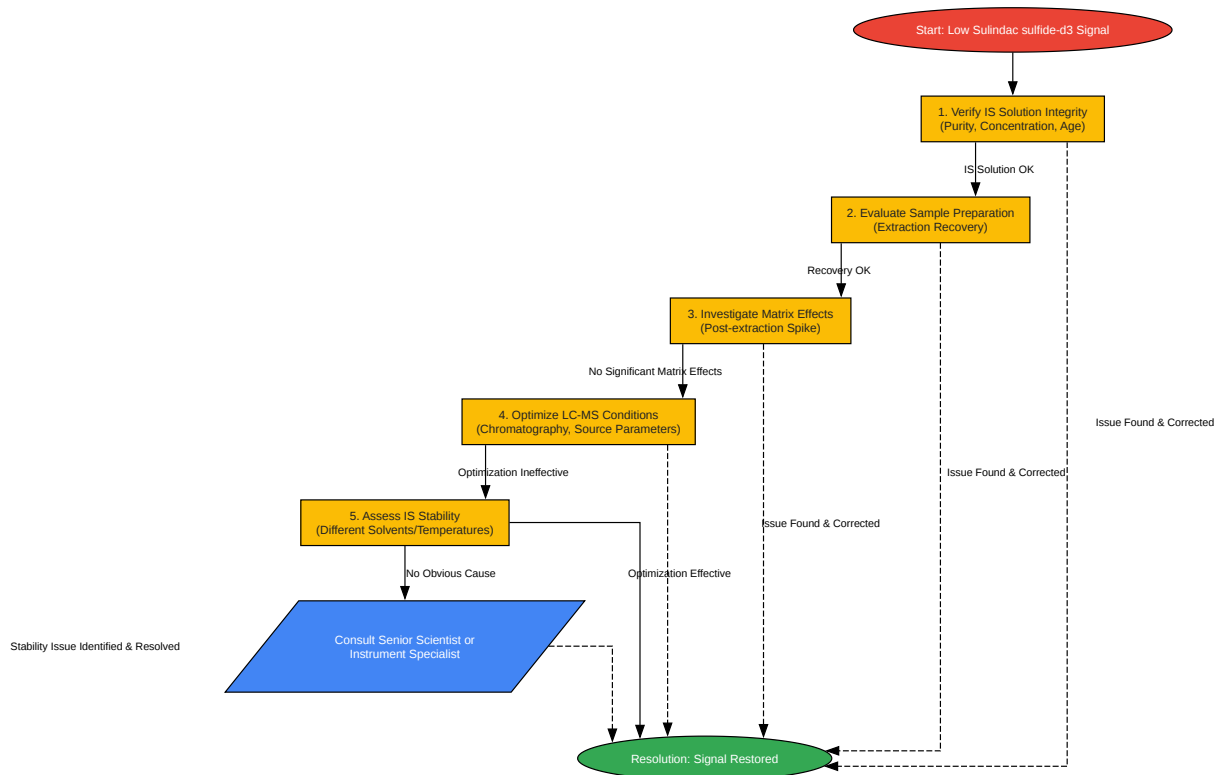 Start: Low Sulindac sulfide-d3 Signal
1. Verify IS Solution Integrity
(Purity, Concentration, Age)
IS Solution OK
2. Evaluate Sample Preparation
(Extraction Recovery)
Recovery OK
3. Investigate Matrix Effects
(Post-extraction Spike)
No Significant Matrix Effects
4. Optimize LC-MS Conditions
(Chromatography, Source Parameters)
Issue Found & Corrected
Optimization Ineffective
Issue Found & Corrected
5. Assess IS Stability
(Different Solvents/Temperatures)
Issue Found & Corrected
No Obvious Cause
Optimization Effective
Consult Senior Scientist or
Instrument Specialist
Stability Issue Identified & Resolved
Resolution: Signal Restored